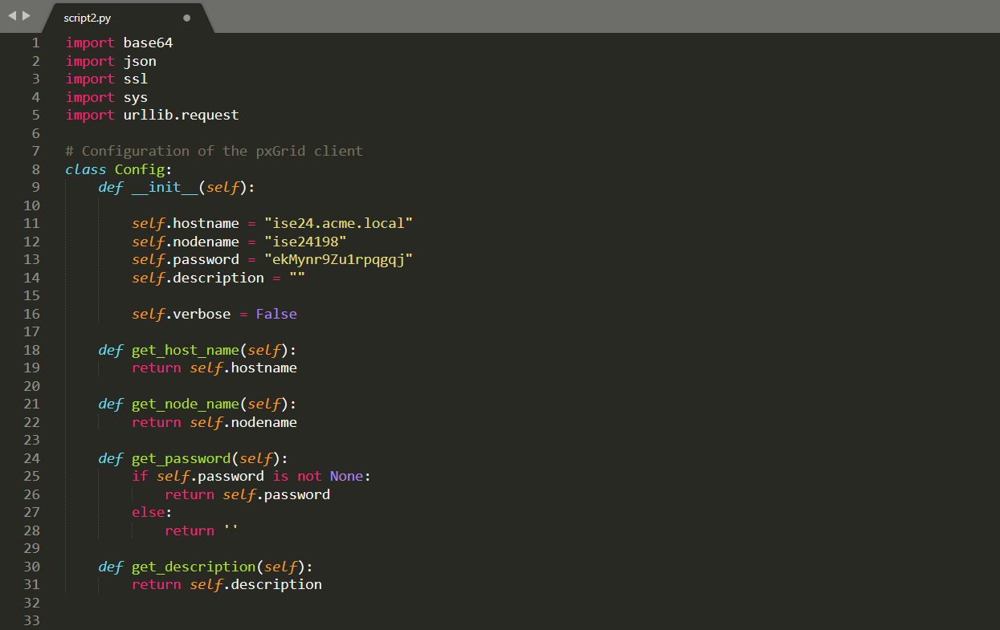 script2.py
1 import base64
2 import json
3 import ssl
4 import sys
5 import urllib.request
6
7 # Configuration of the pxGrid client
8 class Config:
9     def __init__(self):
10
11         self.hostname = "ise24.acme.local"
12         self.nodename = "ise24198"
13         self.password = "ekMynr9Zu1rpqgqj"
14         self.description = ""
15
16         self.verbose = False
17
18     def get_host_name(self):
19         return self.hostname
20
21     def get_node_name(self):
22         return self.nodename
23
24     def get_password(self):
25         if self.password is not None:
26             return self.password
27         else:
28             return ''
29
30     def get_description(self):
31         return self.description
32
33